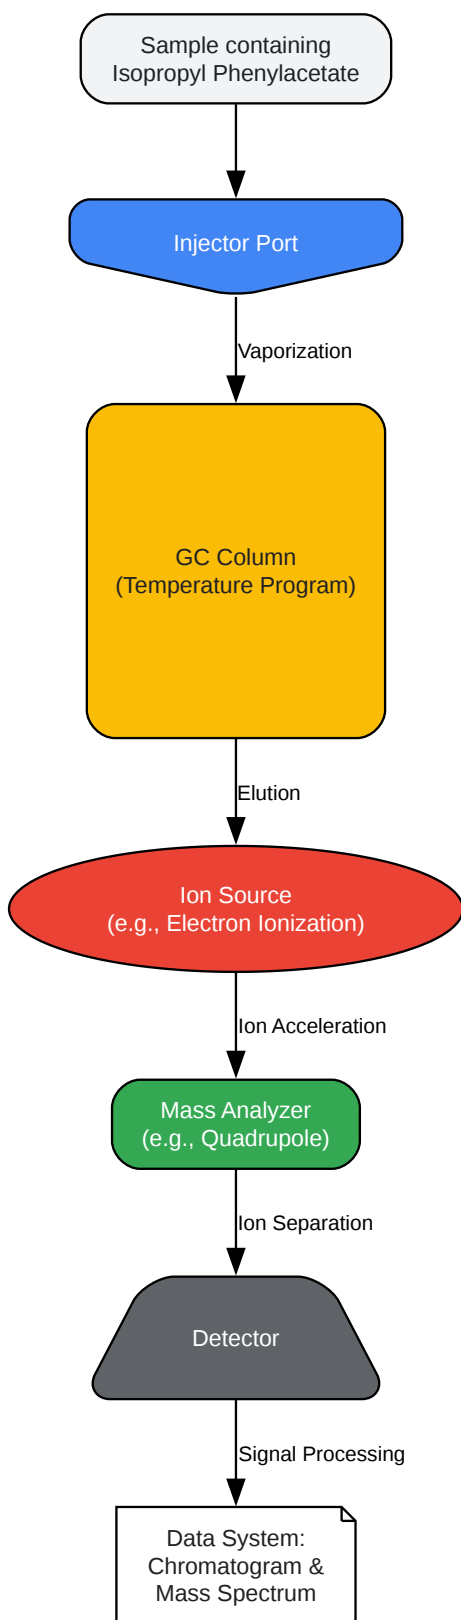 Sample containing
Isopropyl Phenylacetate
Injector Port
Vaporization
GC Column
(Temperature Program)
Elution
Ion Source
(e.g., Electron Ionization)
Ion Acceleration
Mass Analyzer
(e.g., Quadrupole)
Ion Separation
Detector
Signal Processing
Data System:
Chromatogram &
Mass Spectrum